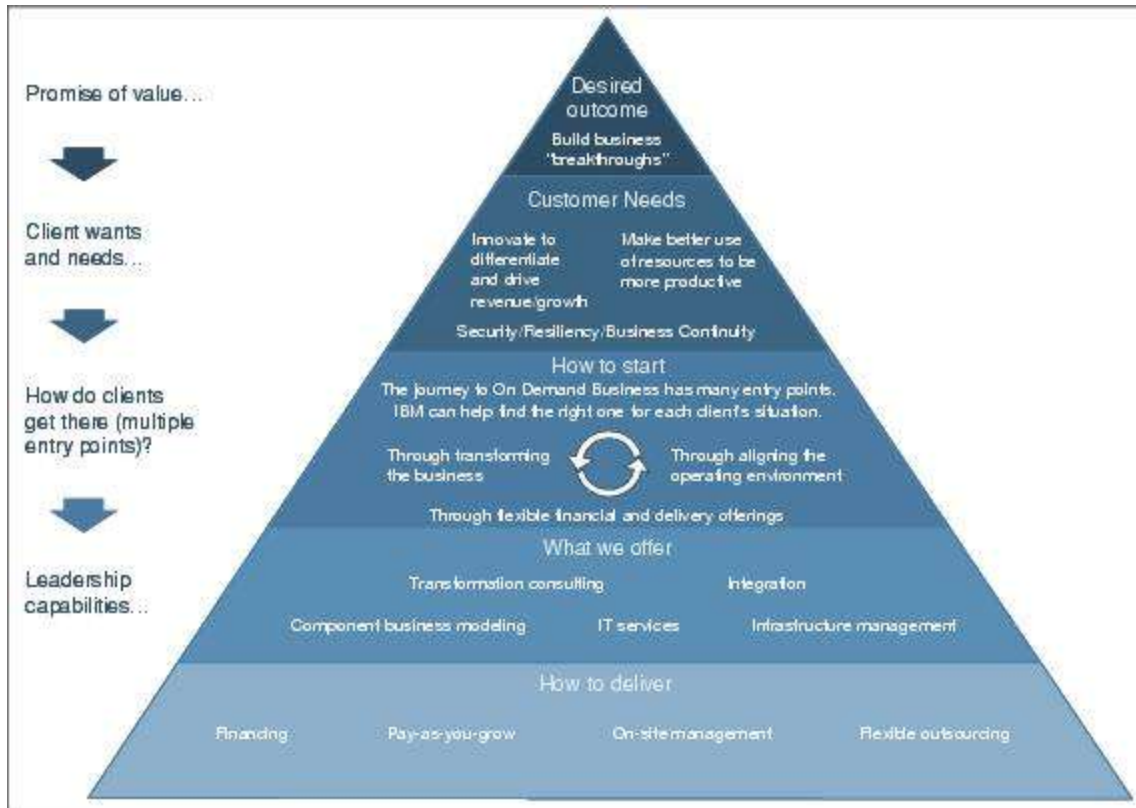 Promise of value...
Client wants
and needs...
How do clients
get there (multiple
entry points)?
Leadership
capabilities...
Desired
outcome
Build business
"breakthroughs"
Customer Needs
Innovate to
differentiate
and drive
revenue/growth
Make better use
of resources to be
more productive
Security/Resiliency/Business Continuity
How to start
The journey to On Demand Business has many entry points.
IBM can help find the right one for each client's situation.
Through transforming
the business
Through aligning the
operating environment
Through flexible financial and delivery offerings
What we offer
Transformation consulting
Integration
Component business modeling
IT services
Infrastructure management
How to deliver
Financing
Pay-as-you-grow
On-site management
Flexible outsourcing